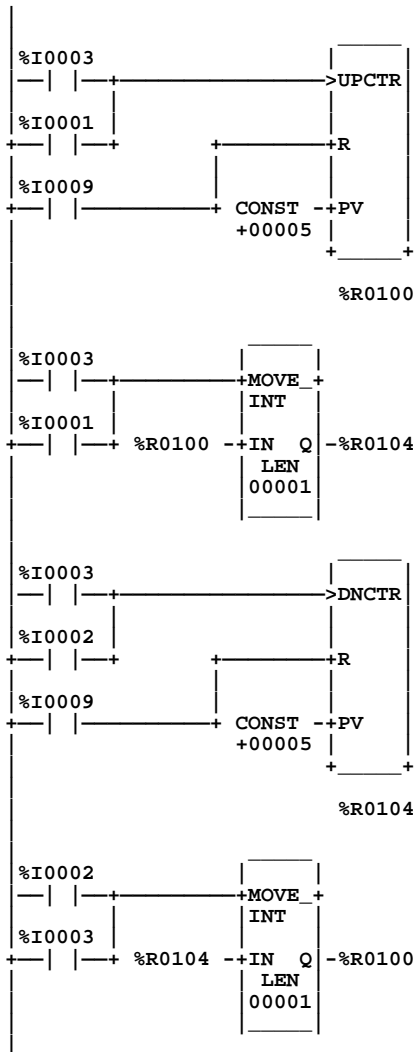 %I0003
UPCTR
%I0001
R
%I0009
CONST PV
+00005
%R0100
%I0003
MOVE_
INT
%I0001
%R0100 IN Q %R0104
LEN
00001
%I0003
DNCTR
%I0002
R
%I0009
CONST PV
+00005
%R0104
%I0002
MOVE_
INT
%I0003
%R0104 IN Q %R0100
LEN
00001